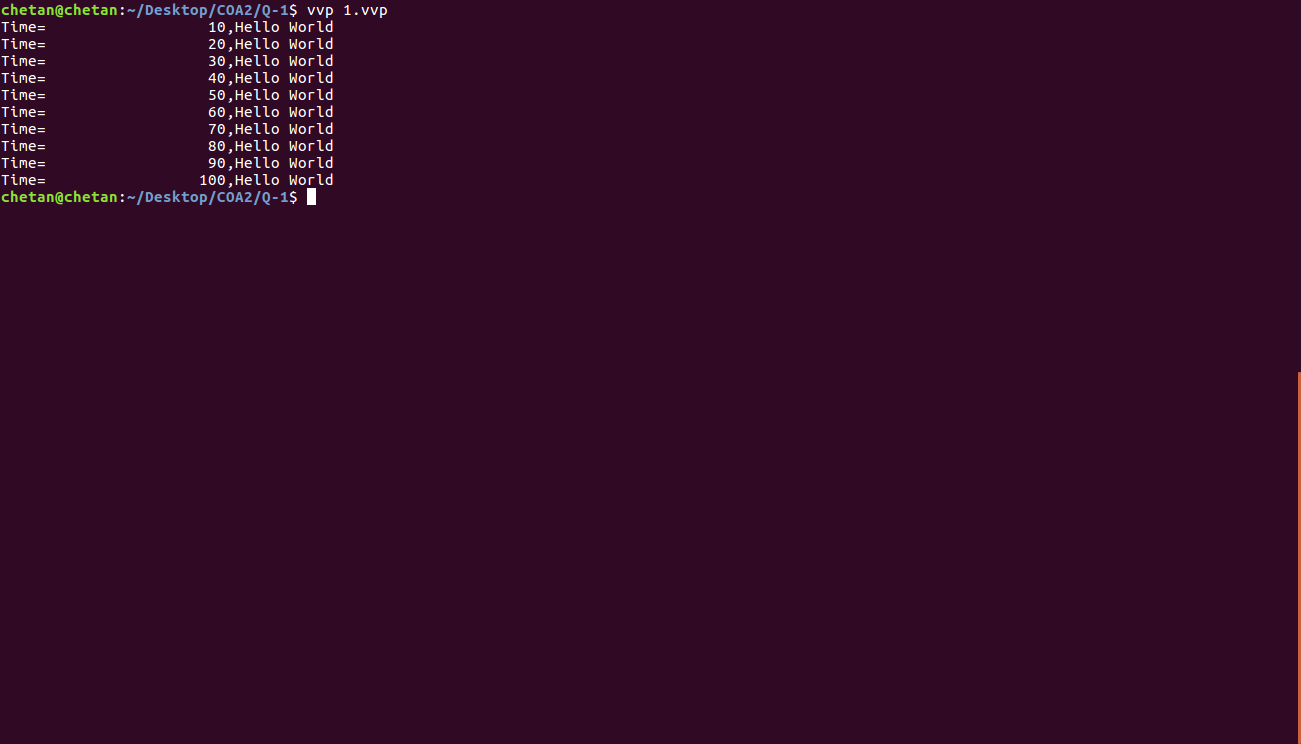 chetan@chetan:~/Desktop/COA2/Q-1$ vvp 1.vvp
Time=                  10,Hello World
Time=                  20,Hello World
Time=                  30,Hello World
Time=                  40,Hello World
Time=                  50,Hello World
Time=                  60,Hello World
Time=                  70,Hello World
Time=                  80,Hello World
Time=                  90,Hello World
Time=                 100,Hello World
chetan@chetan:~/Desktop/COA2/Q-1$